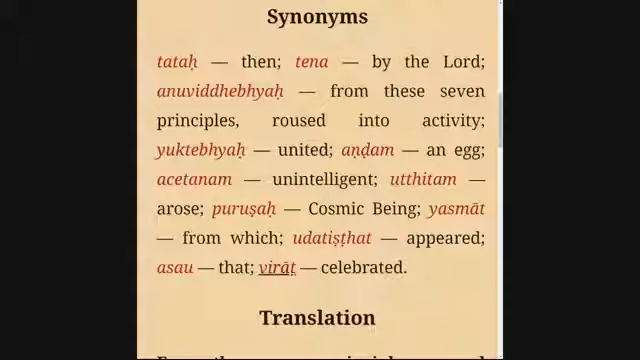 Synonyms
tataḥ — then; tena — by the Lord;
anuviddhebhyaḥ — from these seven
principles, roused into activity;
yuktebhyaḥ — united; aṇḍam — an egg;
acetanam — unintelligent; utthitam —
arose; puruṣaḥ — Cosmic Being; yasmāt
— from which; udatiṣṭhat — appeared;
asau — that; virāṭ — celebrated.
Translation